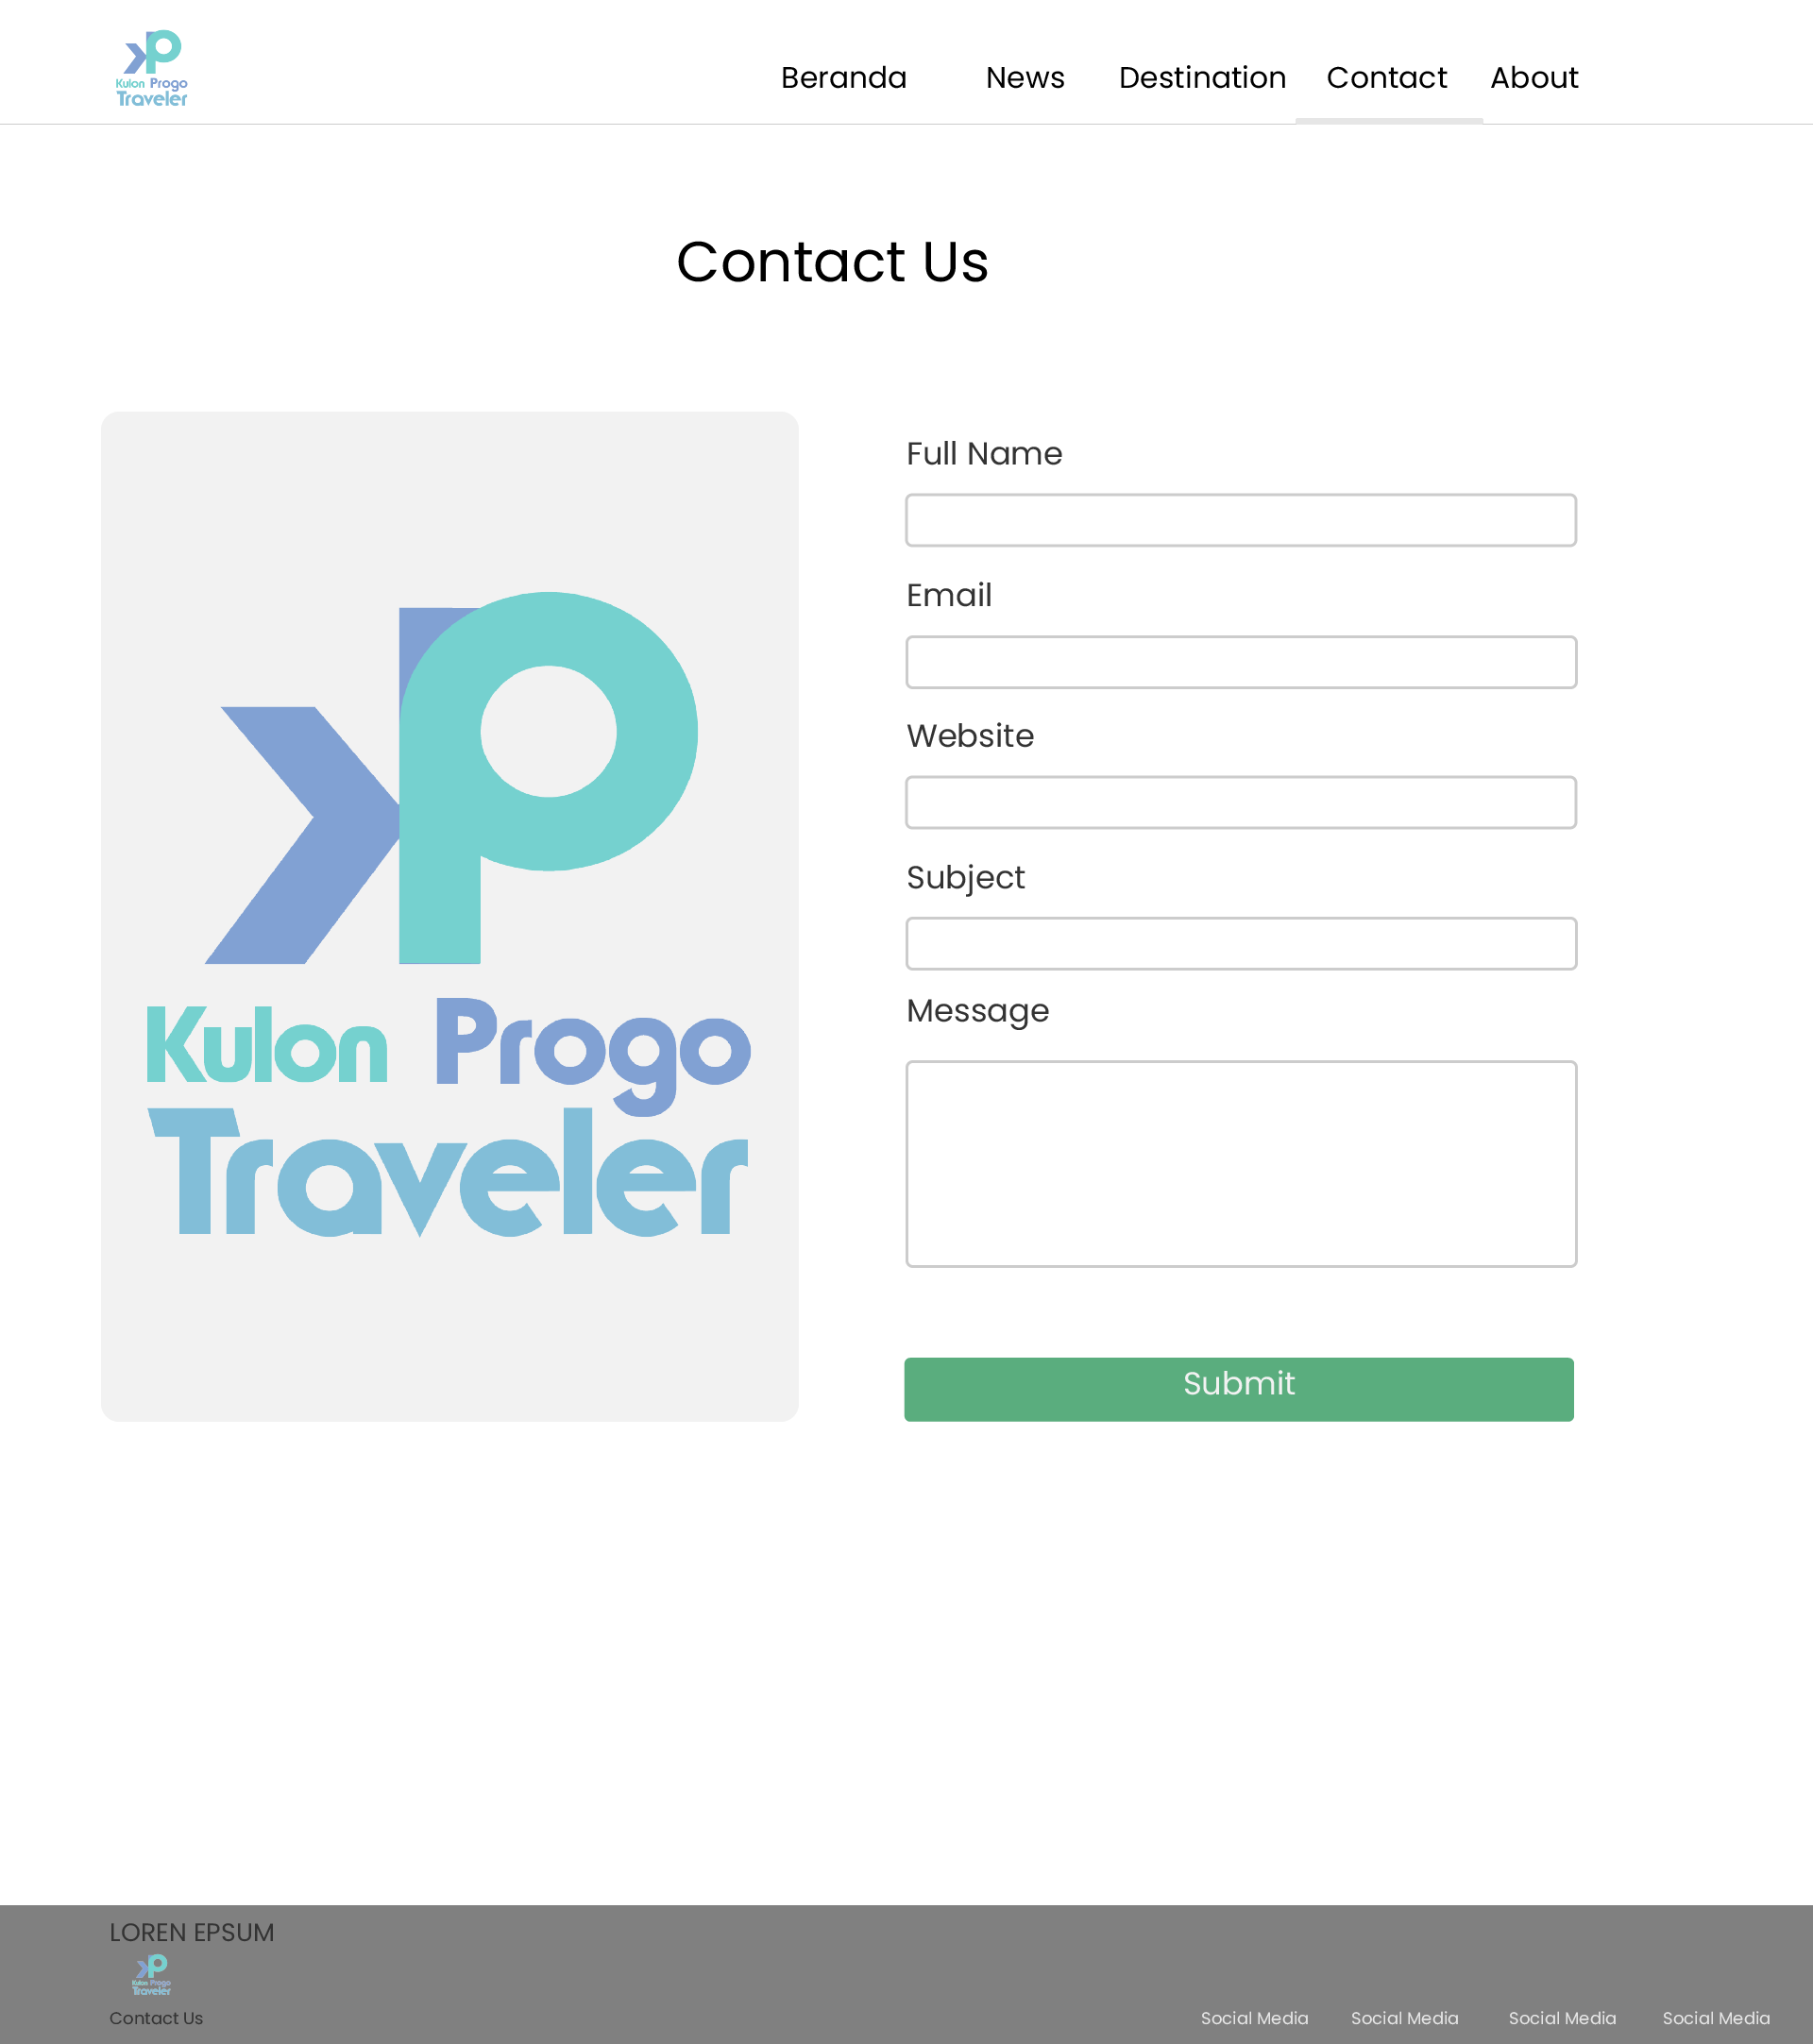 Kulon Progo
Traveler
Beranda News Destination Contact About
Contact Us
Kulon Progo
Traveler
Full Name
Email
Website
Subject
Message
Submit
LOREN EPSUM
Kulon Progo
Traveler
Contact Us
Social Media Social Media Social Media Social Media